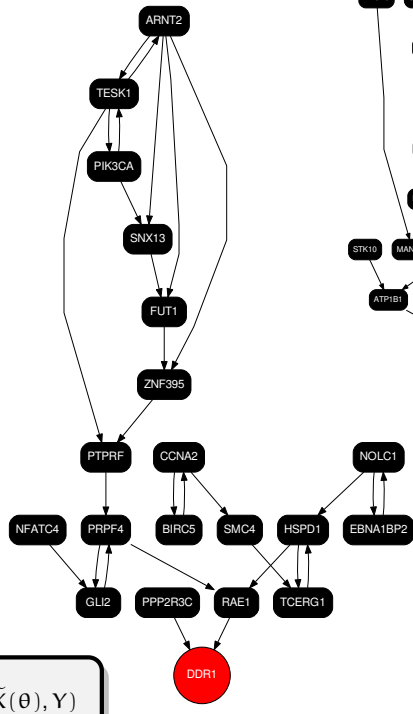 ARNT2
TESK1
PIK3CA
SNX13
STK10
MAN
ATP1B1
FUT1
ZNF395
PTPRF
CCNA2
NOLC1
NFATC4
PRPF4
BIRC5
SMC4
HSPD1
EBNA1BP2
GLI2
PPP2R3C
RAE1
TCERG1
DDR1
(θ), Y)